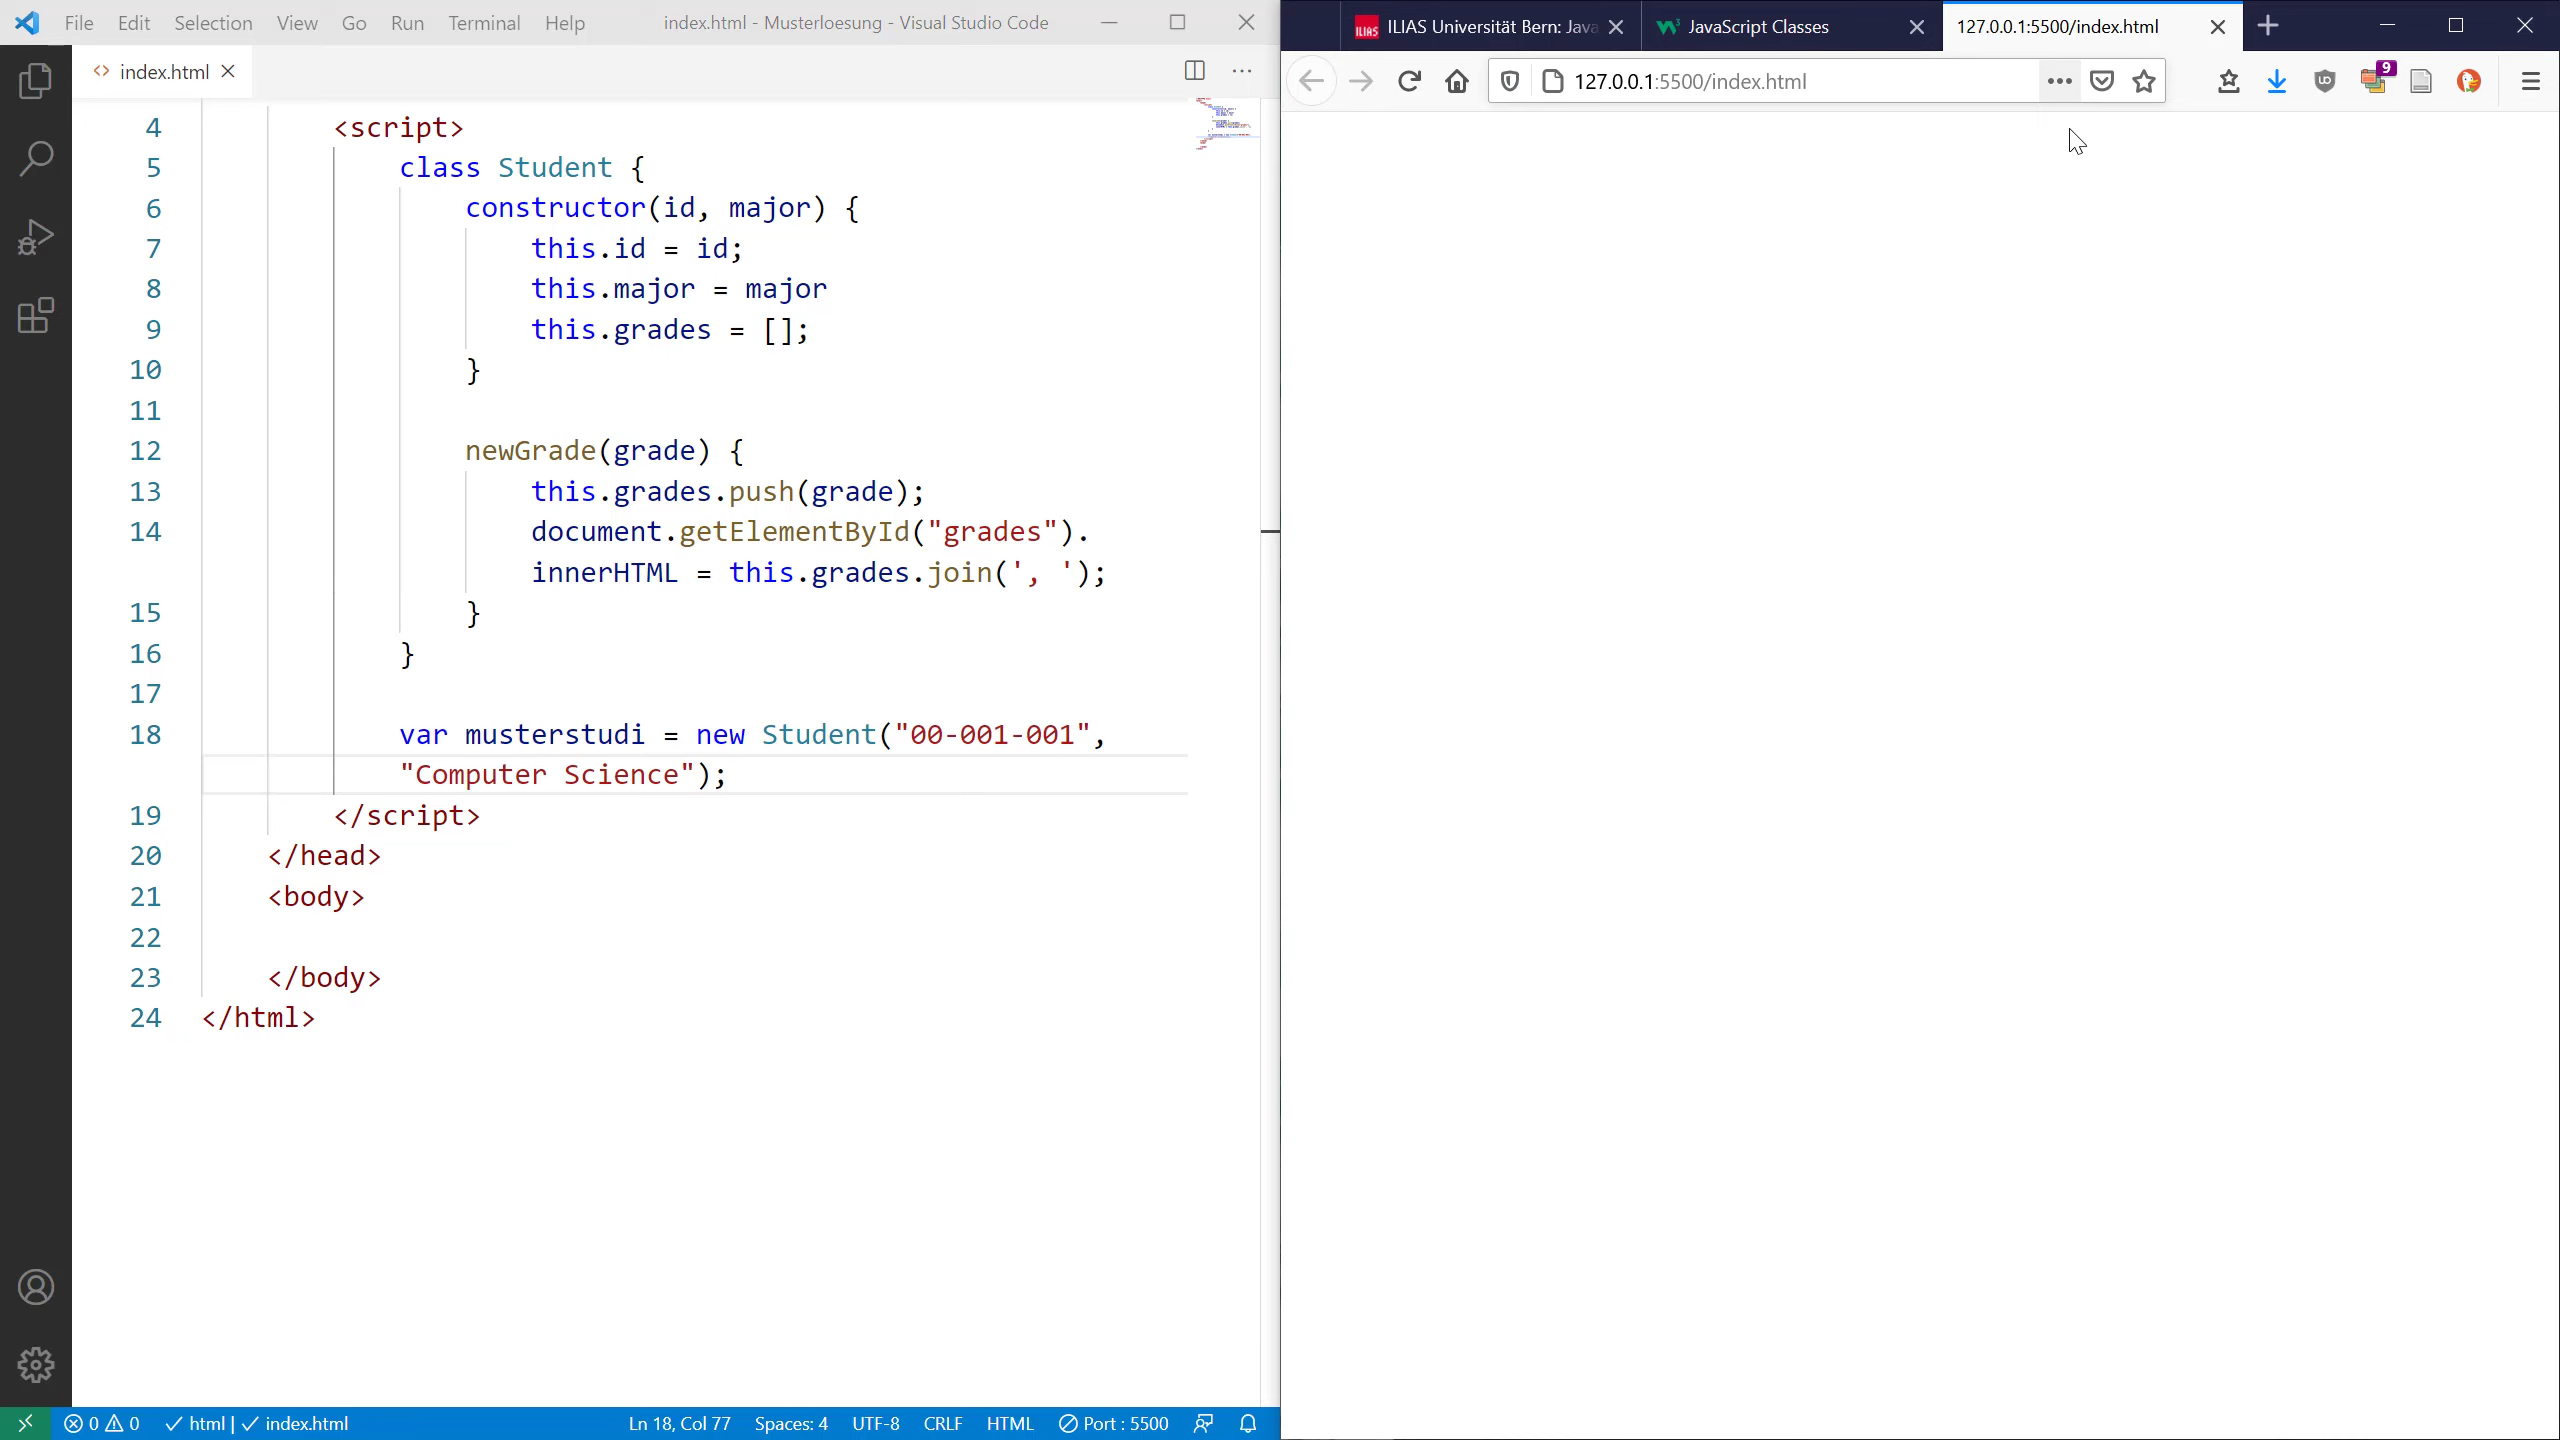 File Edit Selection View Go Run Terminal Help
index.html - Musterloesung - Visual Studio Code
index.html
4 <script>
5 class Student {
6 constructor(id, major) {
7 this.id = id;
8 this.major = major
9 this.grades = [];
10 }
11
12 newGrade(grade) {
13 this.grades.push(grade);
14 document.getElementById("grades").
innerHTML = this.grades.join(', ');
15 }
16 }
17
18 var musterstudi = new Student("00-001-001",
"Computer Science");
19 </script>
20 </head>
21 <body>
22
23 </body>
24 </html>
0 0 html | index.html Ln 18, Col 77 Spaces: 4 UTF-8 CRLF HTML Port : 5500
ILIAS ILIAS Universität Bern: Java JavaScript Classes 127.0.0.1:5500/index.html
127.0.0.1:5500/index.html
9